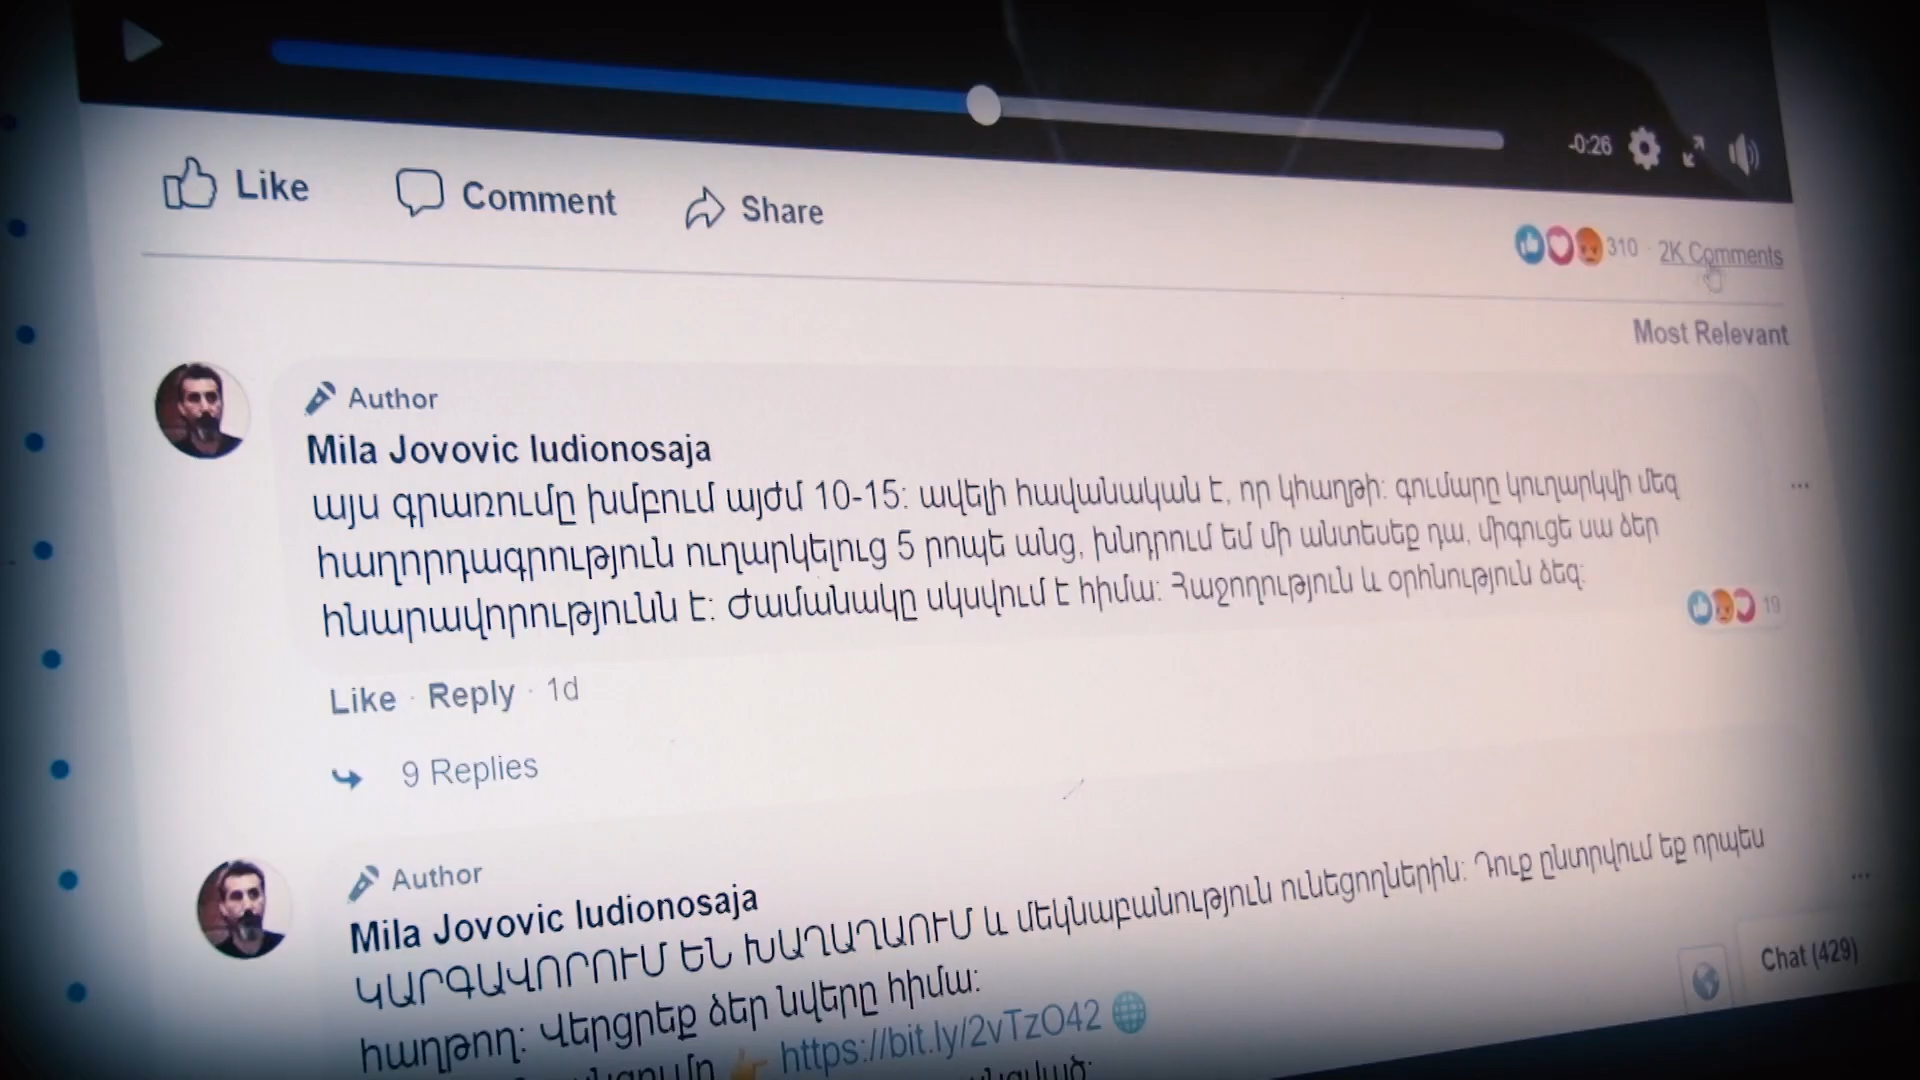 -0:26
Like Comment Share
310 · 2K Comments
Most Relevant
Author
Mila Jovovic ludionosaja
այս գրառումը խմբում այժմ 10-15: ավելի հավանական է, որ կհաղթի: գումարը կուղարկվի մեզ
հաղորդագրություն ուղարկելուց 5 րոպե անց, խնդրում եմ մի անտեսեք դա, միգուցե սա ձեր
հնարավորությունն է: Ժամանակը սկսվում է հիմա: Հաջողություն և օրհնություն ձեզ:
19
Like · Reply · 1d
9 Replies
Author
Mila Jovovic ludionosaja
ԿԱՐԳԱՎՈՐՈՒՄ ԵՆ ԽԱՂԱՂԱՈՒՄ և մեկնաբանություն ունեցողներին: Դուք ընտրվում եք որպես
հաղթող: Վերցրեք ձեր նվերը հիմա:
https://bit.ly/2vTzO42
Chat (429)